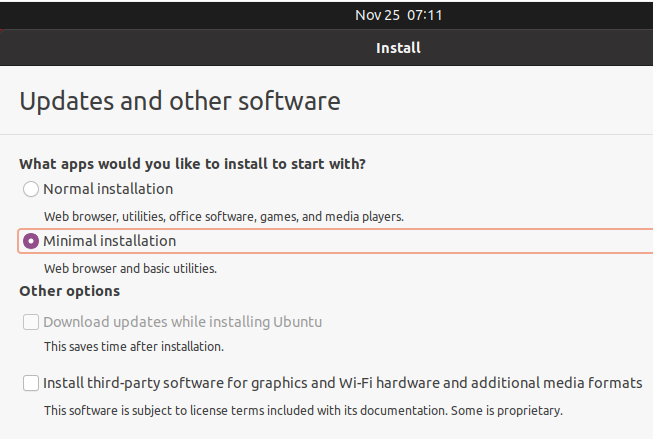 Nov 25 07:11
Install
Updates and other software
What apps would you like to install to start with?
Normal installation
Web browser, utilities, office software, games, and media players.
Minimal installation
Web browser and basic utilities.
Other options
Download updates while installing Ubuntu
This saves time after installation.
Install third-party software for graphics and Wi-Fi hardware and additional media formats
This software is subject to license terms included with its documentation. Some is proprietary.